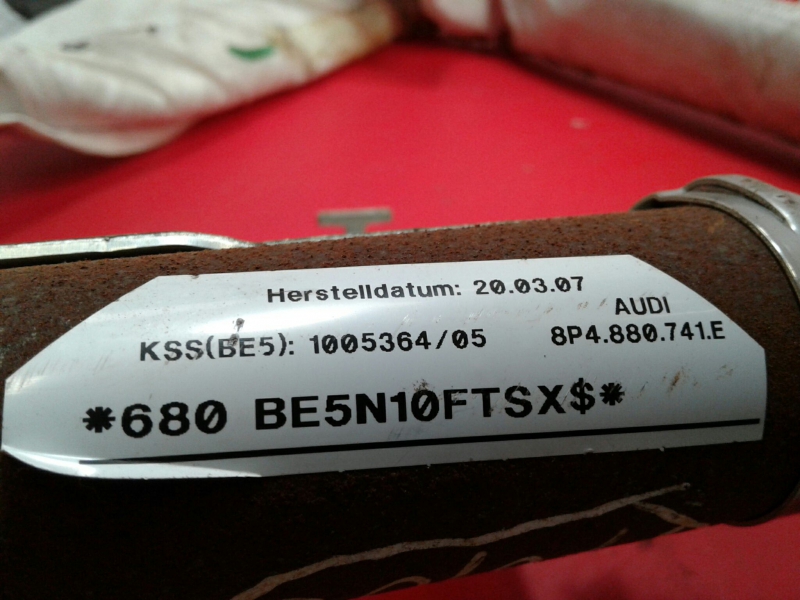 Herstelldatum: 20.03.07
AUDI
KSS(BE5): 1005364/05 8P4.880.741.E
*680 BE5N10FTSX$*